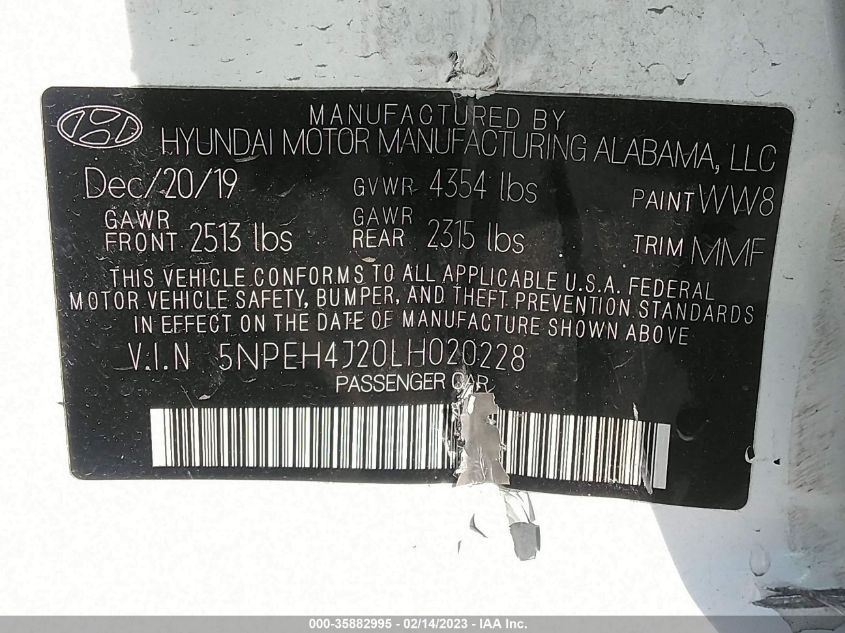 MANUFACTURED BY
HYUNDAI MOTOR MANUFACTURING ALABAMA, LLC
Dec/20/19 GVWR 4354 lbs PAINT WW8
GAWR FRONT 2513 lbs GAWR REAR 2315 lbs TRIM MMF
THIS VEHICLE CONFORMS TO ALL APPLICABLE U.S.A. FEDERAL
MOTOR VEHICLE SAFETY, BUMPER, AND THEFT PREVENTION STANDARDS
IN EFFECT ON THE DATE OF MANUFACTURE SHOWN ABOVE
V.I.N 5NPEH4J20LH020228
PASSENGER CAR
000-35882995 - 02/14/2023 - IAA Inc.